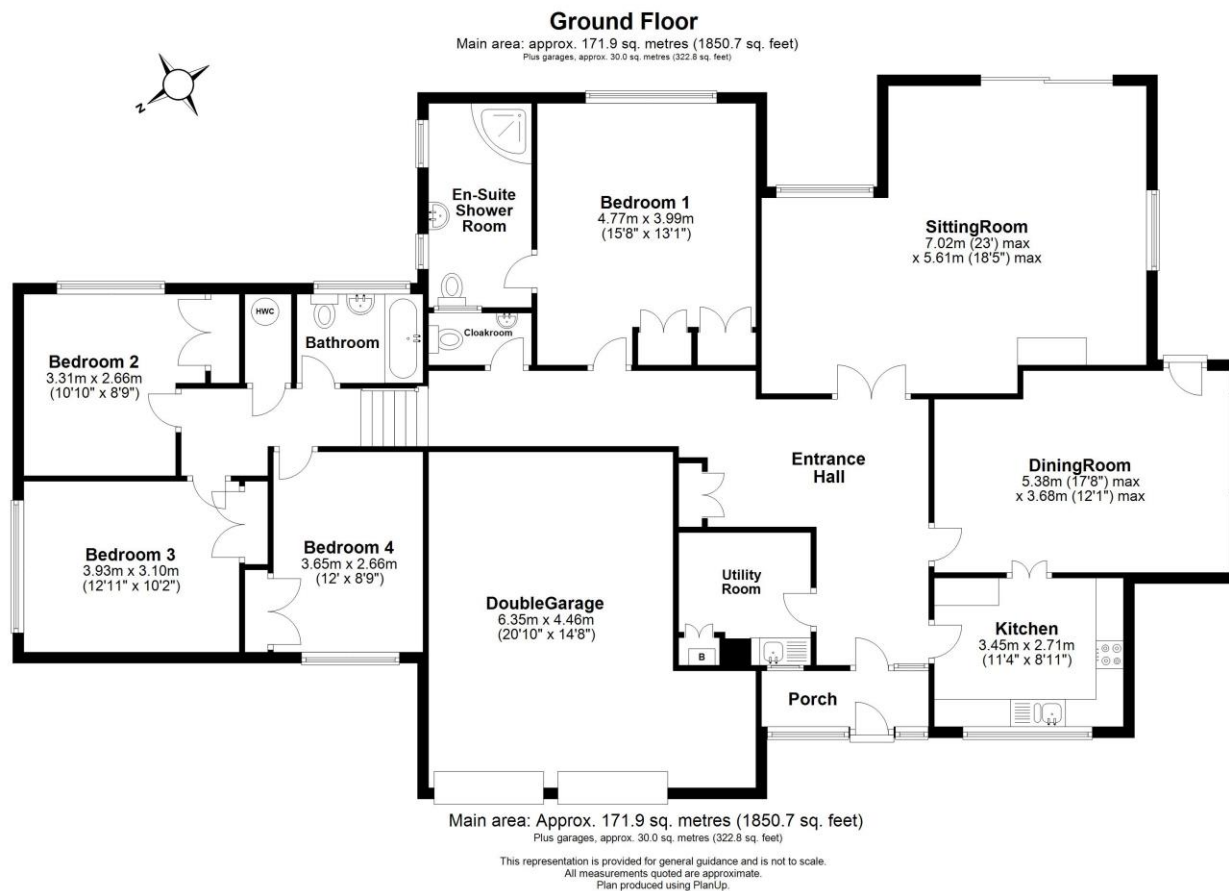 Ground Floor
Main area: approx. 171.9 sq. metres (1850.7 sq. feet)
Plus garages, approx. 30.0 sq. metres (322.8 sq. feet)
N
En-Suite
Shower
Room
Bedroom 1
4.77m x 3.99m
(15'8" x 13'1")
SittingRoom
7.02m (23') max
x 5.61m (18'5") max
HWC
Bathroom
Cloakroom
Bedroom 2
3.31m x 2.66m
(10'10" x 8'9")
Entrance
Hall
DiningRoom
5.38m (17'8") max
x 3.68m (12'1") max
Bedroom 3
3.93m x 3.10m
(12'11" x 10'2")
Bedroom 4
3.65m x 2.66m
(12' x 8'9")
DoubleGarage
6.35m x 4.46m
(20'10" x 14'8")
Utility
Room
B
Kitchen
3.45m x 2.71m
(11'4" x 8'11")
Porch
Main area: Approx. 171.9 sq. metres (1850.7 sq. feet)
Plus garages, approx. 30.0 sq. metres (322.8 sq. feet)
This representation is provided for general guidance and is not to scale.
All measurements quoted are approximate.
Plan produced using PlanUp.